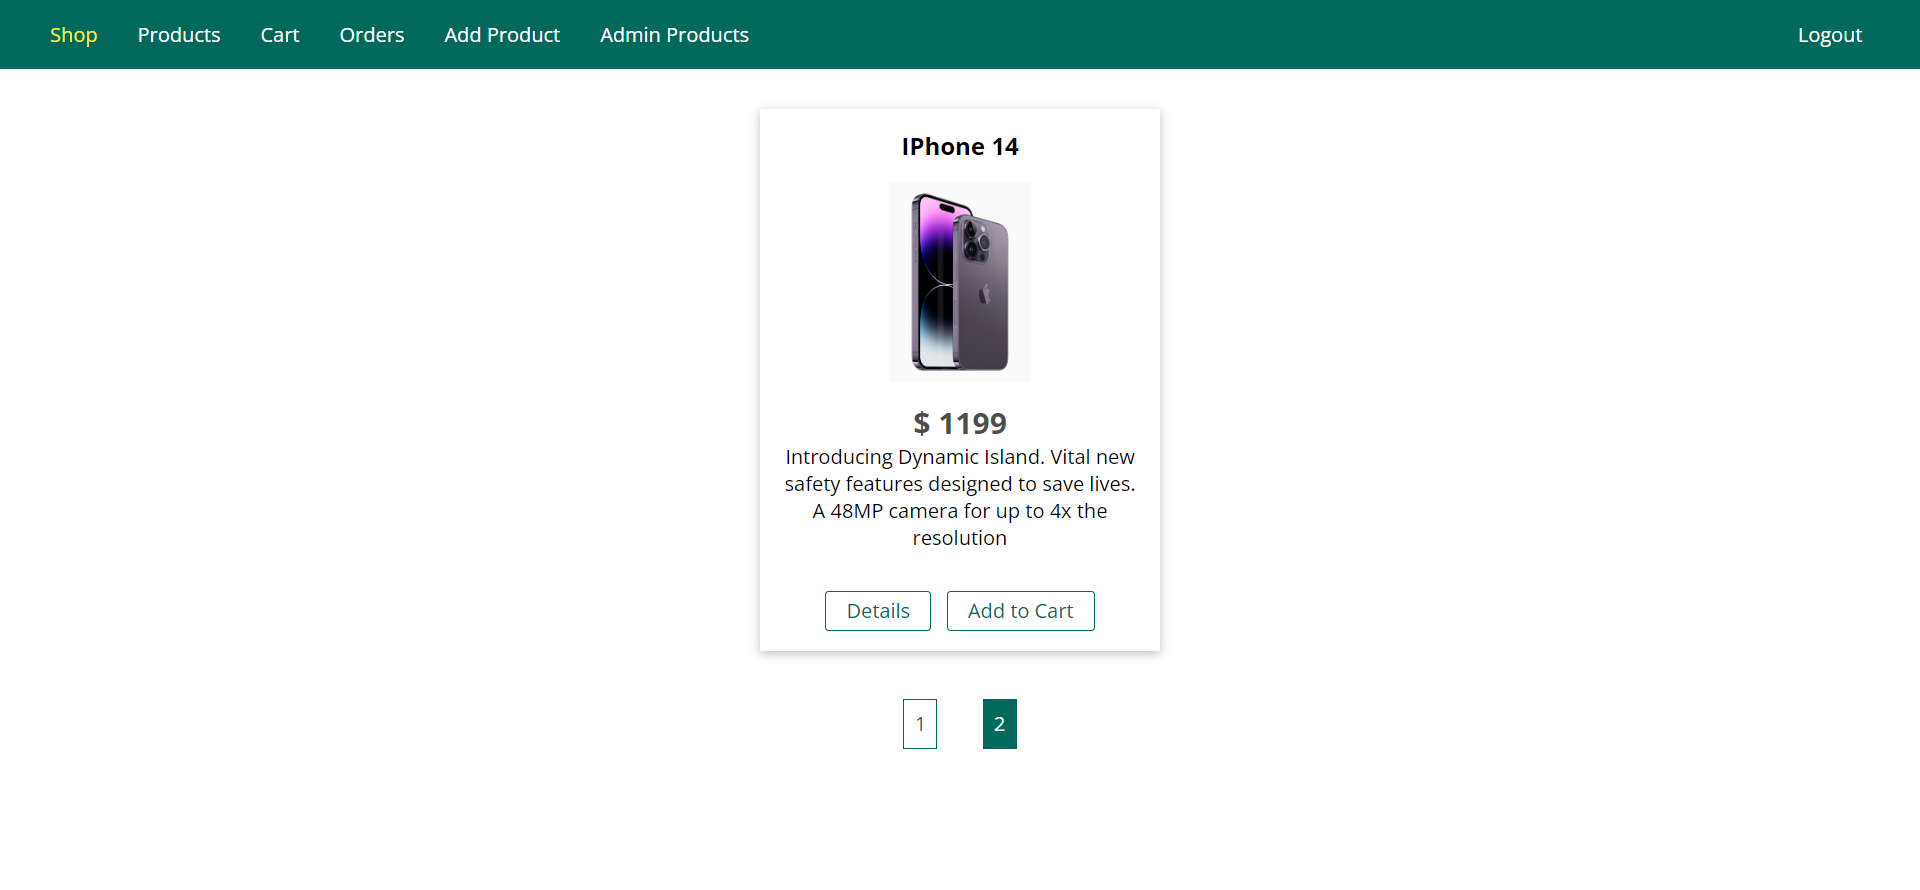 Shop Products Cart Orders Add Product Admin Products Logout
IPhone 14
$ 1199
Introducing Dynamic Island. Vital new
safety features designed to save lives.
A 48MP camera for up to 4x the
resolution
Details Add to Cart
1 2